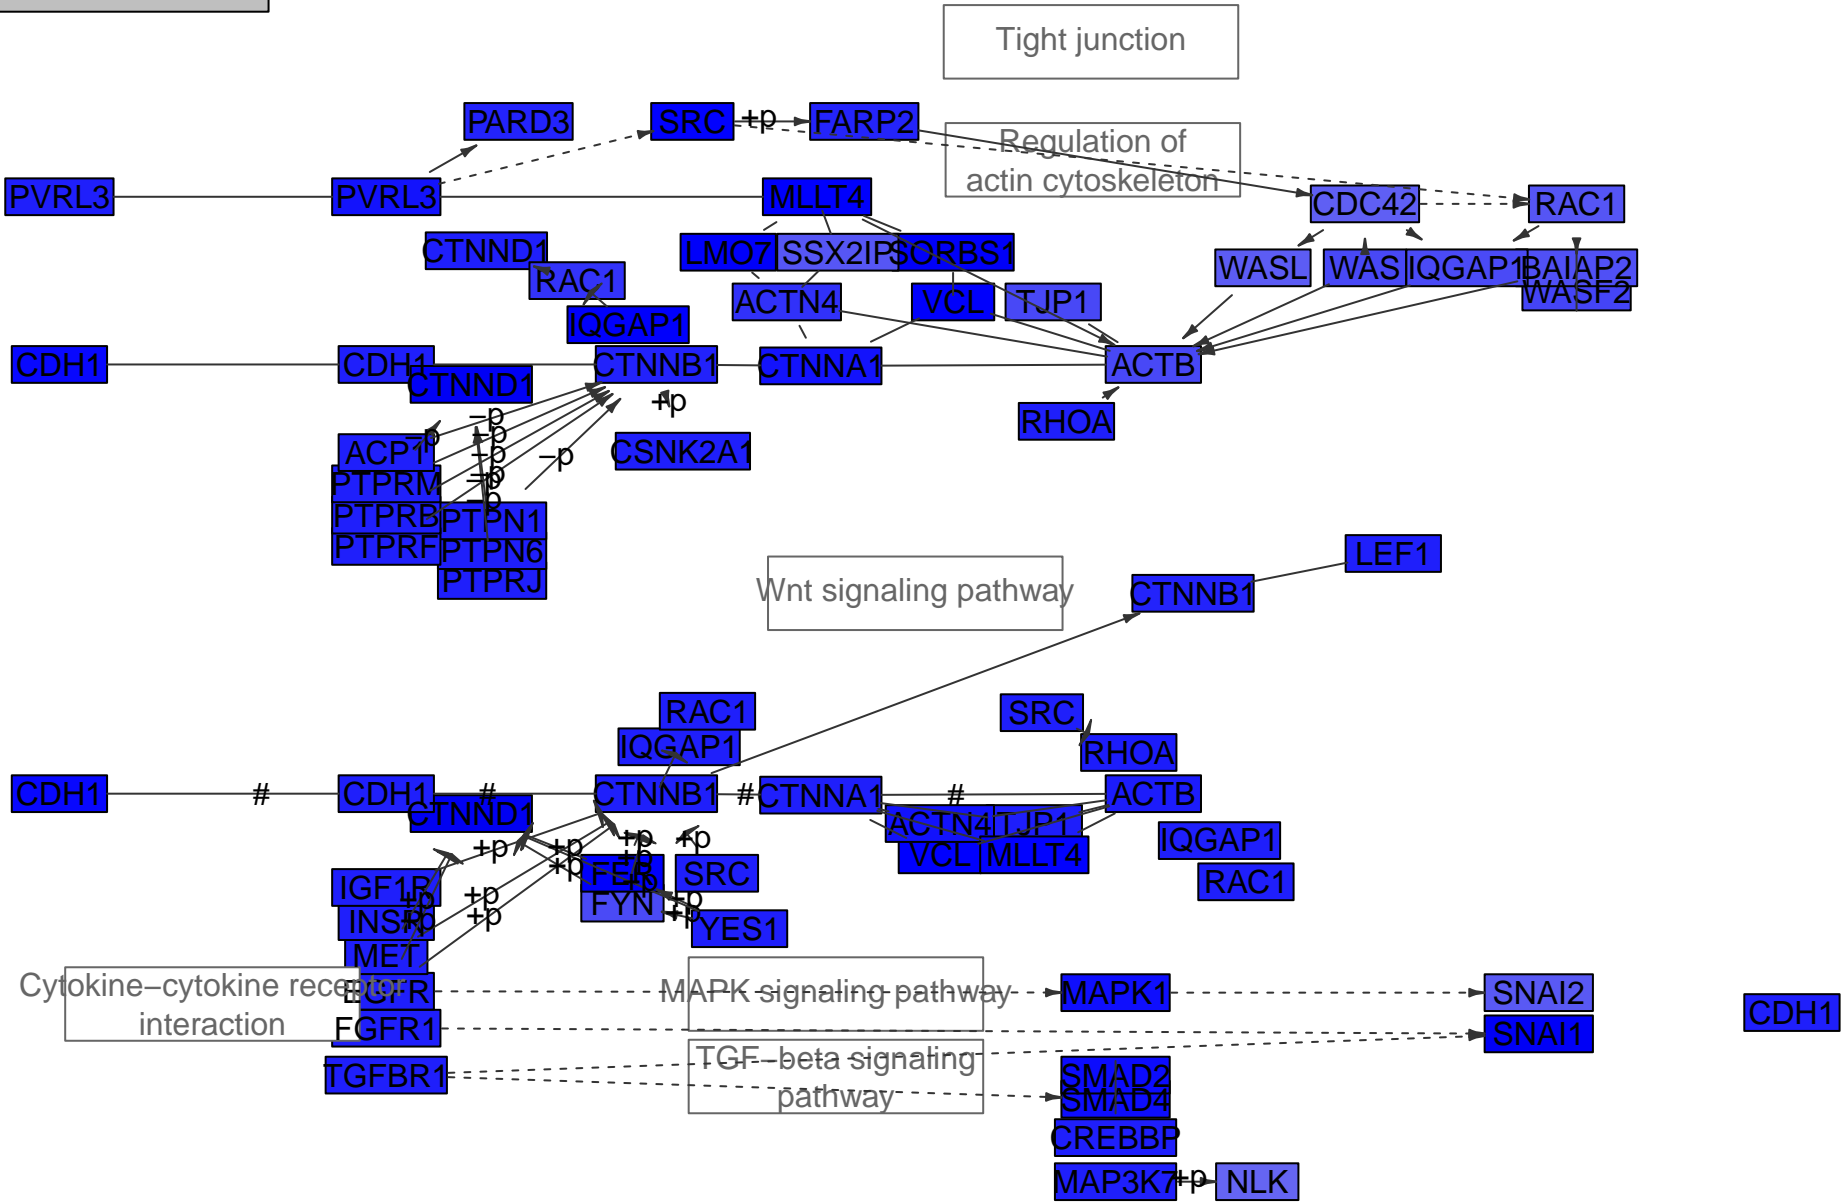 Tight junction
PARD3
SRC
+p
FARP2
Regulation of
actin cytoskeleton
PVRL3
PVRL3
MLLT4
CDC42
RAC1
CTNND1
RAC1
LMO7
SSX2IP
SORBS1
WASL
WAS
IQGAP1
BAIAP2
WASF2
ACTN4
VCL
TJP1
IQGAP1
CDH1
CDH1
CTNND1
CTNNB1
CTNNA1
ACTB
+p
RHOA
−p
−p
−p
−p
−p
−p
−p
−p
ACP1
CSNK2A1
PTPRM
PTPRB
PTPN1
PTPRF
PTPN6
PTPRJ
LEF1
Wnt signaling pathway
CTNNB1
RAC1
SRC
IQGAP1
RHOA
CDH1
#
CDH1
#
CTNNB1
#
CTNNA1
#
ACTB
CTNND1
ACTN4
TJP1
IQGAP1
+p
+p
+p
+p
VCL
MLLT4
+p
+p
FER
SRC
RAC1
IGF1R
+p
+p
+p
+p
FYN
+p
INSR
+p
+p
+p
YES1
MET
Cytokine−cytokine receptor
interaction
EGFR
MAPK signaling pathway
MAPK1
SNAI2
CDH1
FGFR1
SNAI1
TGF−beta signaling
pathway
TGFBR1
SMAD2
SMAD4
CREBBP
MAP3K7
+p
NLK